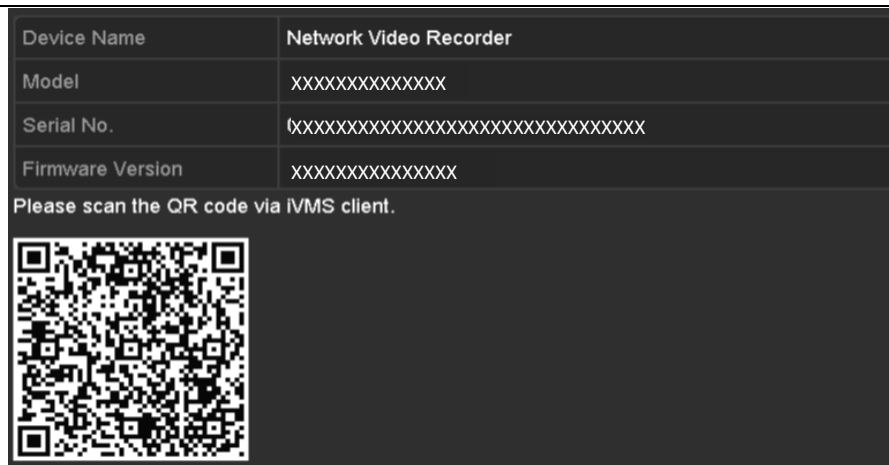 Device Name Network Video Recorder
Model XXXXXXXXXXXXXX
Serial No. XXXXXXXXXXXXXXXXXXXXXXXXXXXXXXXX
Firmware Version XXXXXXXXXXXXXXX
Please scan the QR code via iVMS client.